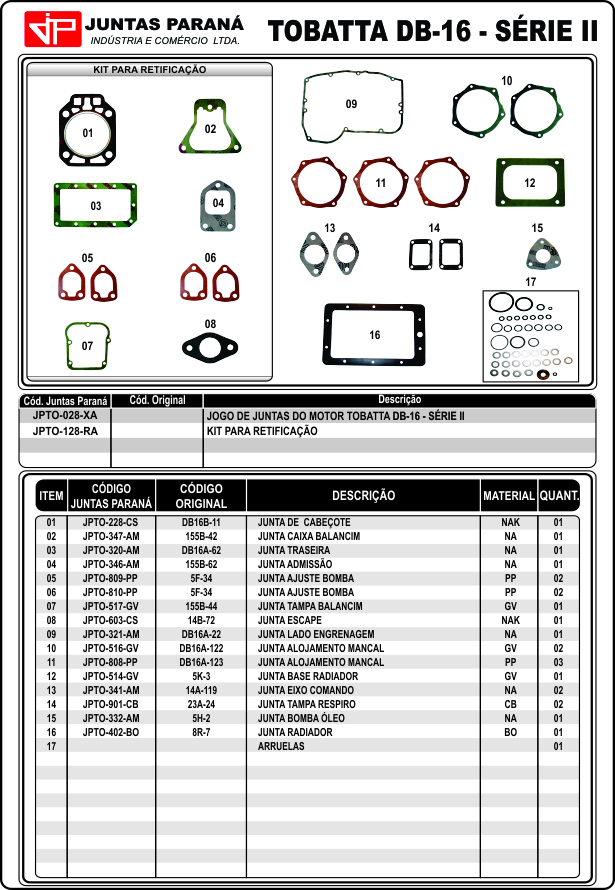 JP JUNTAS PARANÁ
INDÚSTRIA E COMÉRCIO LTDA.
TOBATTA DB-16 - SÉRIE II
KIT PARA RETIFICAÇÃO
01
02
03
04
05
06
07
08
09
10
11
12
13
14
15
16
17
Cód. Juntas Paraná Cód. Original Descrição
JPTO-028-XA JOGO DE JUNTAS DO MOTOR TOBATTA DB-16 - SÉRIE II
JPTO-128-RA KIT PARA RETIFICAÇÃO
ITEM CÓDIGO JUNTAS PARANÁ CÓDIGO ORIGINAL DESCRIÇÃO MATERIAL QUANT.
01 JPTO-228-CS DB16B-11 JUNTA DE CABEÇOTE NAK 01
02 JPTO-347-AM 155B-42 JUNTA CAIXA BALANCIM NA 01
03 JPTO-320-AM DB16A-62 JUNTA TRASEIRA NA 01
04 JPTO-346-AM 155B-62 JUNTA ADMISSÃO NA 01
05 JPTO-809-PP 5F-34 JUNTA AJUSTE BOMBA PP 02
06 JPTO-810-PP 5F-34 JUNTA AJUSTE BOMBA PP 02
07 JPTO-517-GV 155B-44 JUNTA TAMPA BALANCIM GV 01
08 JPTO-603-CS 14B-72 JUNTA ESCAPE NAK 01
09 JPTO-321-AM DB16A-22 JUNTA LADO ENGRENAGEM NA 01
10 JPTO-516-GV DB16A-122 JUNTA ALOJAMENTO MANCAL GV 02
11 JPTO-808-PP DB16A-123 JUNTA ALOJAMENTO MANCAL PP 03
12 JPTO-514-GV 5K-3 JUNTA BASE RADIADOR GV 01
13 JPTO-341-AM 14A-119 JUNTA EIXO COMANDO NA 02
14 JPTO-901-CB 23A-24 JUNTA TAMPA RESPIRO CB 02
15 JPTO-332-AM 5H-2 JUNTA BOMBA ÓLEO NA 01
16 JPTO-402-BO 8R-7 JUNTA RADIADOR BO 01
17 ARRUELAS 01